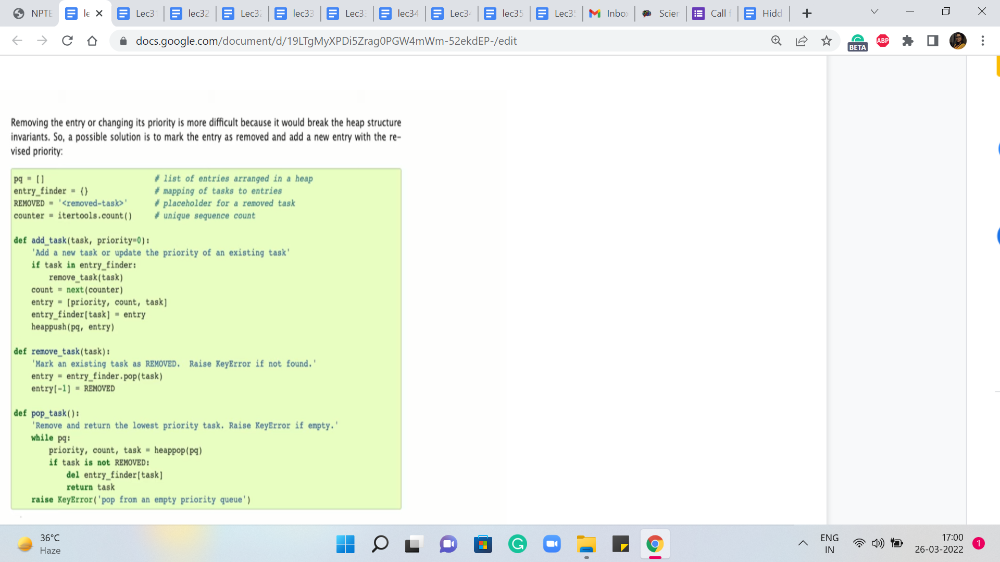 NPTE
le
Lec3
lec32
Lec3
lec33
Lec3
lec34
Lec3
lec35
Lec3
Inbo
Scien
Call f
Hidd
docs.google.com/document/d/19LTgMyXPDi5Zrag0PGW4mWm-52ekdEP-/edit
BETA
ABP
Removing the entry or changing its priority is more difficult because it would break the heap structure
invariants. So, a possible solution is to mark the entry as removed and add a new entry with the re-
vised priority:
pq = [] # list of entries arranged in a heap
entry_finder = {} # mapping of tasks to entries
REMOVED = '<removed-task>' # placeholder for a removed task
counter = itertools.count() # unique sequence count
def add_task(task, priority=0):
'Add a new task or update the priority of an existing task'
if task in entry_finder:
remove_task(task)
count = next(counter)
entry = [priority, count, task]
entry_finder[task] = entry
heappush(pq, entry)
def remove_task(task):
'Mark an existing task as REMOVED.  Raise KeyError if not found.'
entry = entry_finder.pop(task)
entry[-1] = REMOVED
def pop_task():
'Remove and return the lowest priority task. Raise KeyError if empty.'
while pq:
priority, count, task = heappop(pq)
if task is not REMOVED:
del entry_finder[task]
return task
raise KeyError('pop from an empty priority queue')
36°C
Haze
ENG
IN
17:00
26-03-2022
1